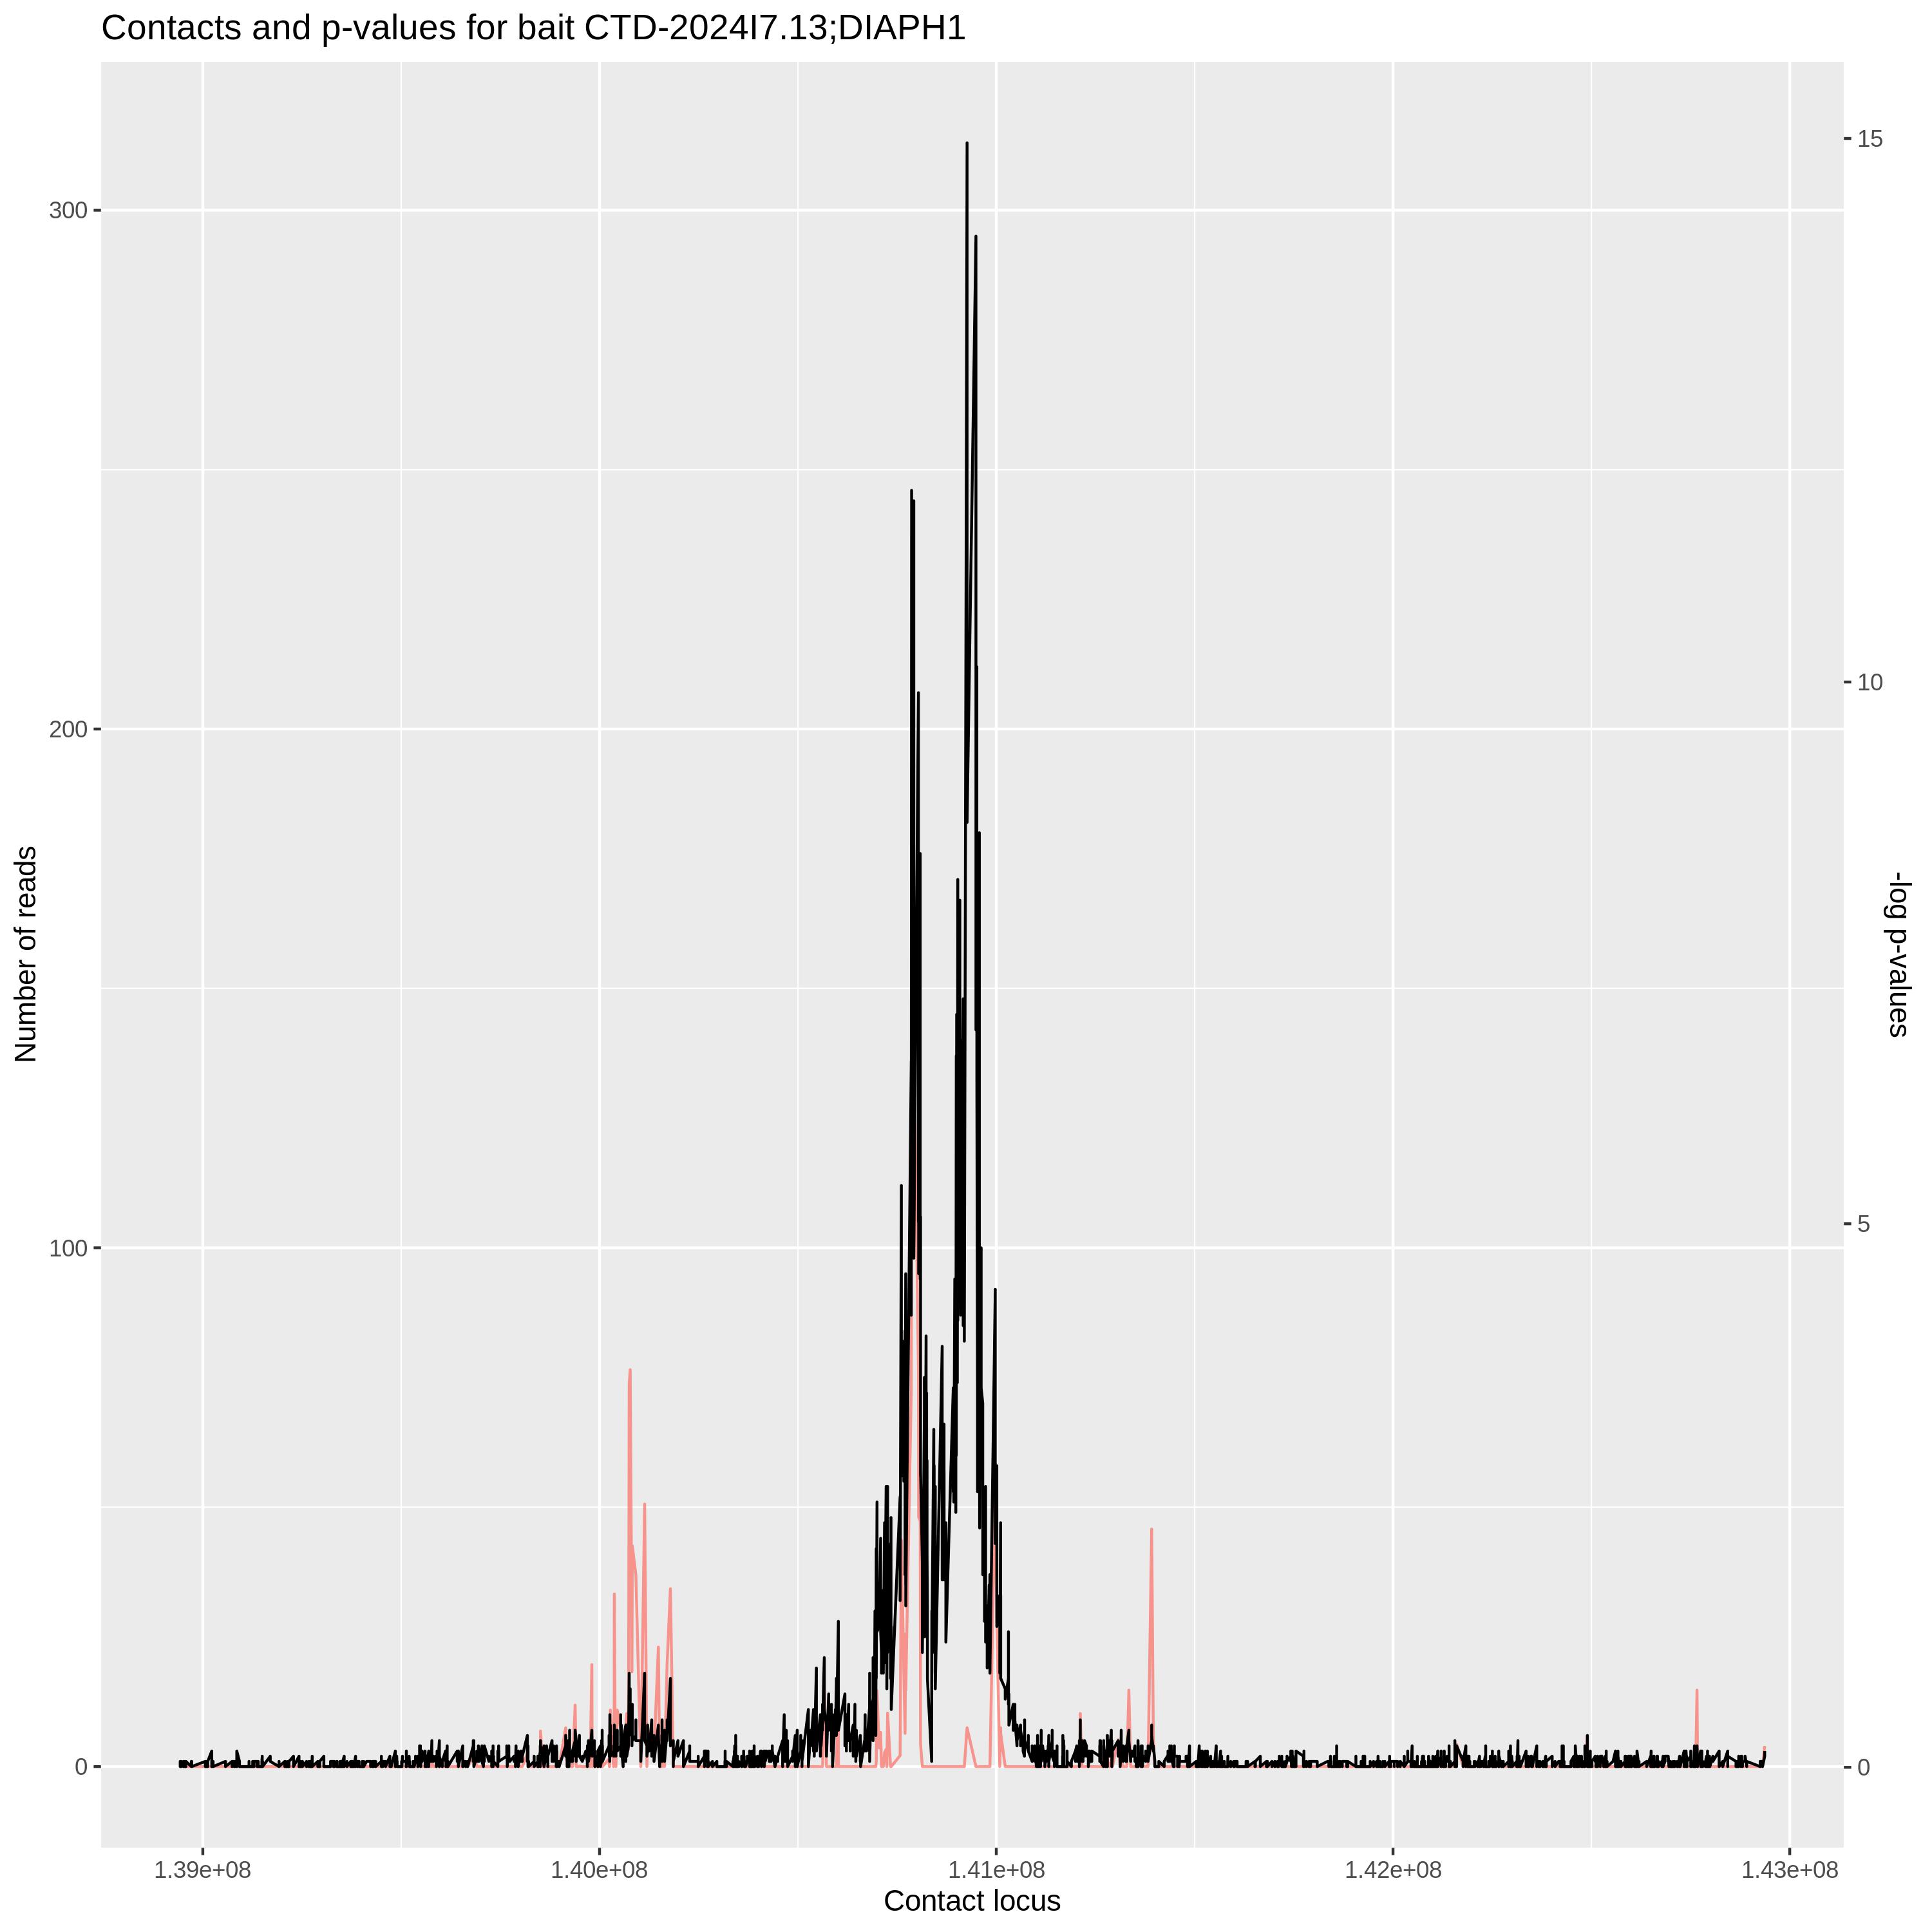 Contacts and p-values for bait CTD-2024I7.13;DIAPH1
300
200
100
0
15
10
5
0
Number of reads
-log p-values
1.39e+08 1.40e+08 1.41e+08 1.42e+08 1.43e+08
Contact locus